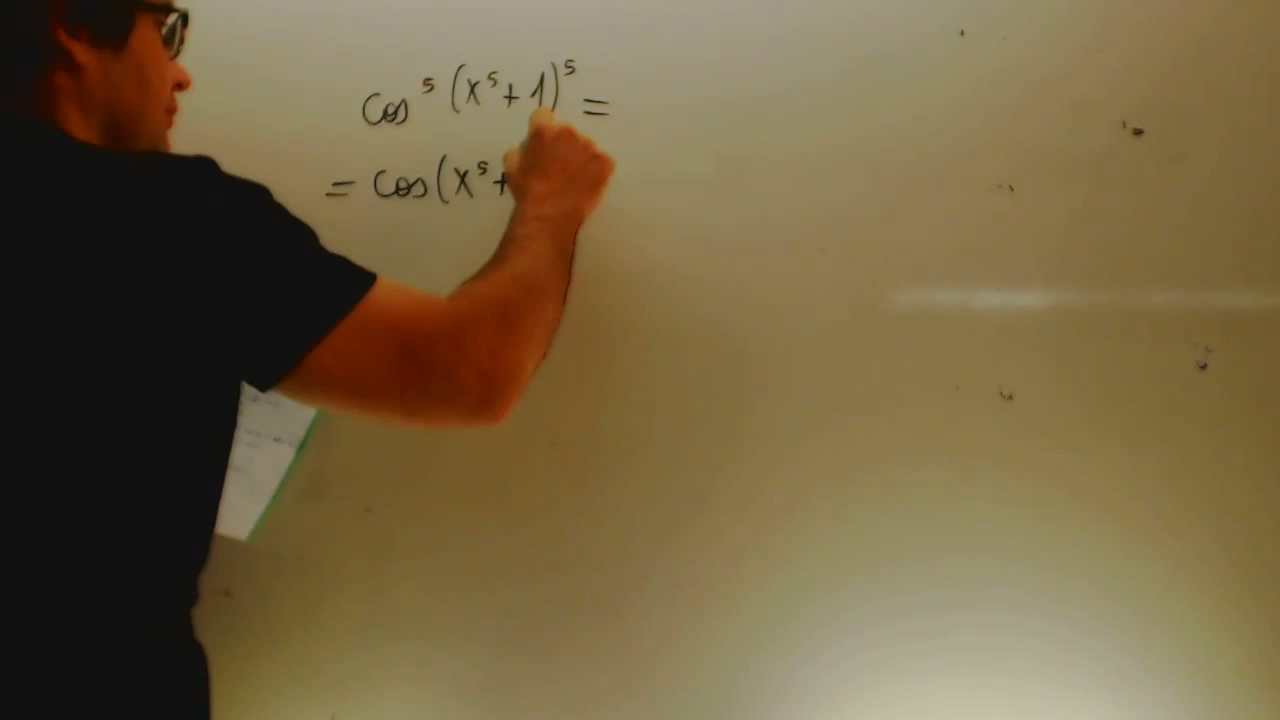 cos⁵ (x⁵+1)⁵ =
= cos(x⁵+